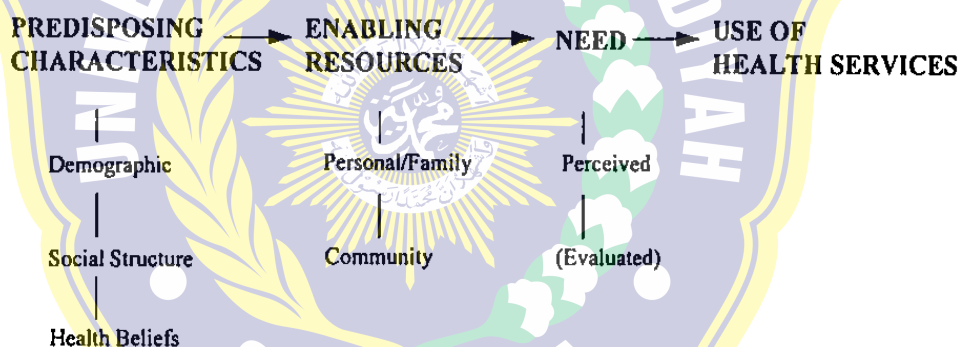 PREDISPOSING CHARACTERISTICS
ENABLING RESOURCES
NEED
USE OF HEALTH SERVICES
Demographic
Personal/Family
Perceived
Social Structure
Community
(Evaluated)
Health Beliefs
محمد